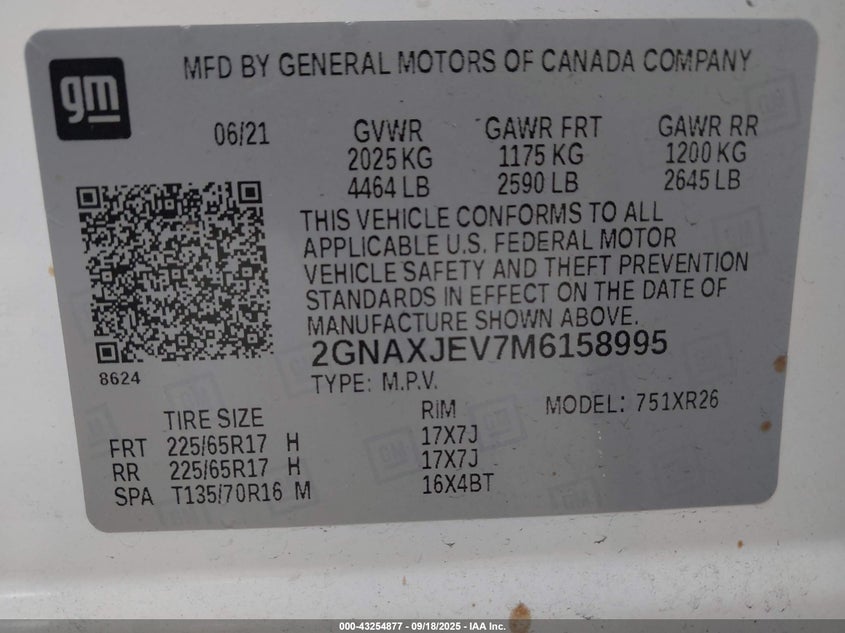 gm
MFD BY GENERAL MOTORS OF CANADA COMPANY
06/21 GVWR GAWR FRT GAWR RR
2025 KG 1175 KG 1200 KG
4464 LB 2590 LB 2645 LB
THIS VEHICLE CONFORMS TO ALL
APPLICABLE U.S. FEDERAL MOTOR
VEHICLE SAFETY AND THEFT PREVENTION
STANDARDS IN EFFECT ON THE DATE OF
MANUFACTURE SHOWN ABOVE.
2GNAXJEV7M6158995
8624
TYPE: M.P.V.
TIRE SIZE RIM MODEL: 751XR26
FRT 225/65R17 H 17X7J
RR 225/65R17 H 17X7J
SPA T135/70R16 M 16X4BT
000-43254877 - 09/18/2025 - IAA Inc.